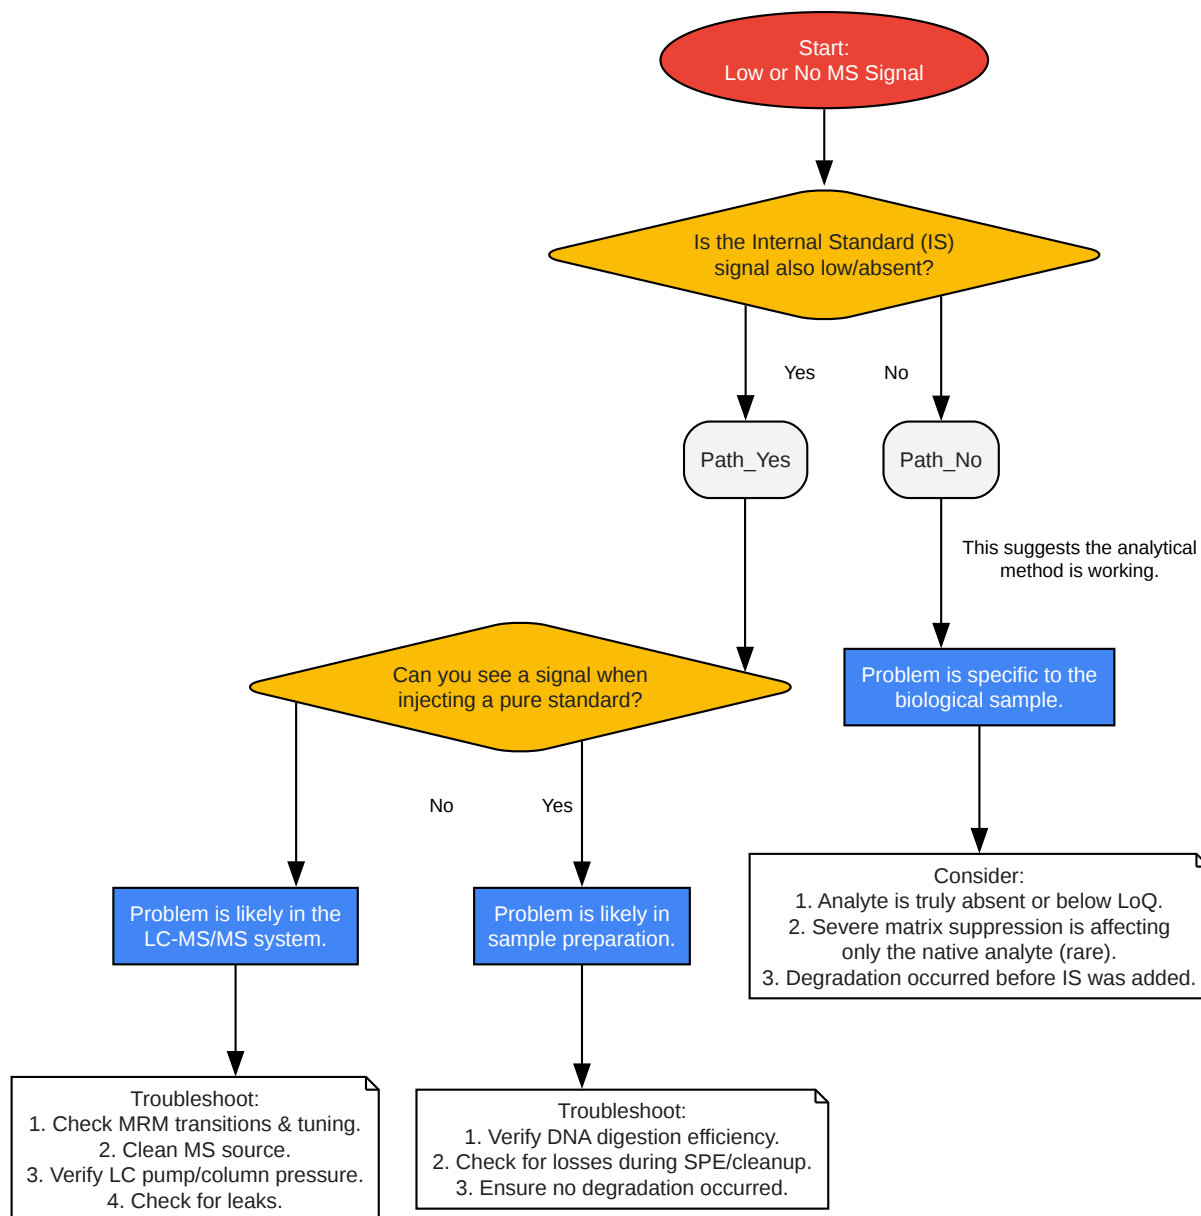 Start:
Low or No MS Signal
Is the Internal Standard (IS)
signal also low/absent?
Yes
No
Path_Yes
Path_No
This suggests the analytical
method is working.
Can you see a signal when
injecting a pure standard?
Problem is specific to the
biological sample.
No
Yes
Problem is likely in the
LC-MS/MS system.
Problem is likely in
sample preparation.
Consider:
1. Analyte is truly absent or below LoQ.
2. Severe matrix suppression is affecting
only the native analyte (rare).
3. Degradation occurred before IS was added.
Troubleshoot:
1. Check MRM transitions & tuning.
2. Clean MS source.
3. Verify LC pump/column pressure.
4. Check for leaks.
Troubleshoot:
1. Verify DNA digestion efficiency.
2. Check for losses during SPE/cleanup.
3. Ensure no degradation occurred.